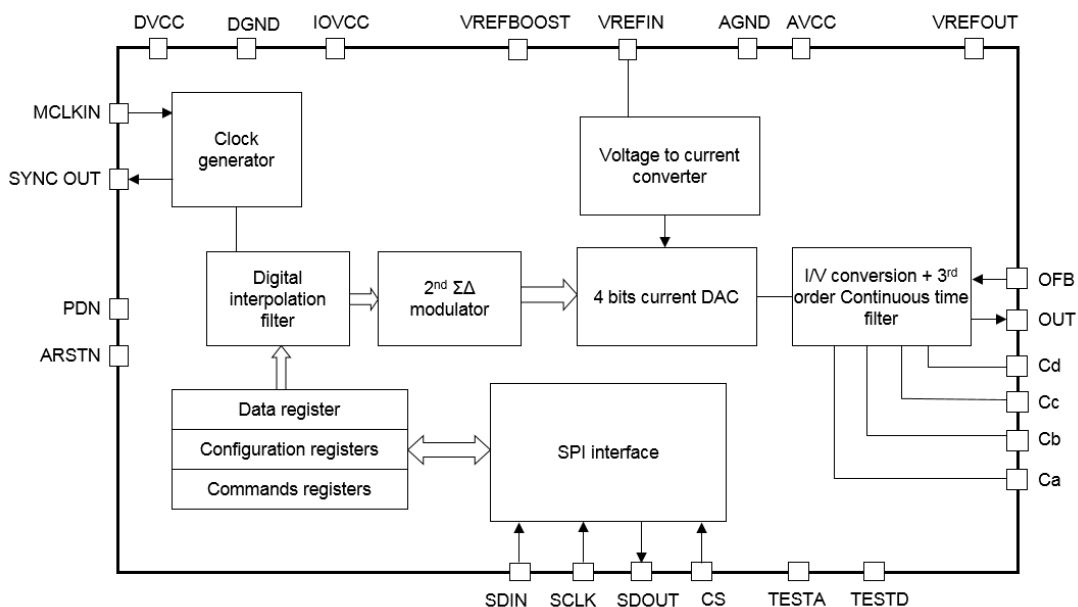 DVCC DGND IOVCC VREFBOOST VREFIN AGND AVCC VREFOUT
MCLKIN
Clock
generator
SYNC OUT
Voltage to current
converter
Digital
interpolation
filter
2nd ΣΔ
modulator
4 bits current DAC
I/V conversion + 3rd
order Continuous time
filter
OFB
OUT
PDN
ARSTN
Cd
Cc
Cb
Ca
Data register
Configuration registers
Commands registers
SPI interface
SDIN SCLK SDOUT CS TESTA TESTD